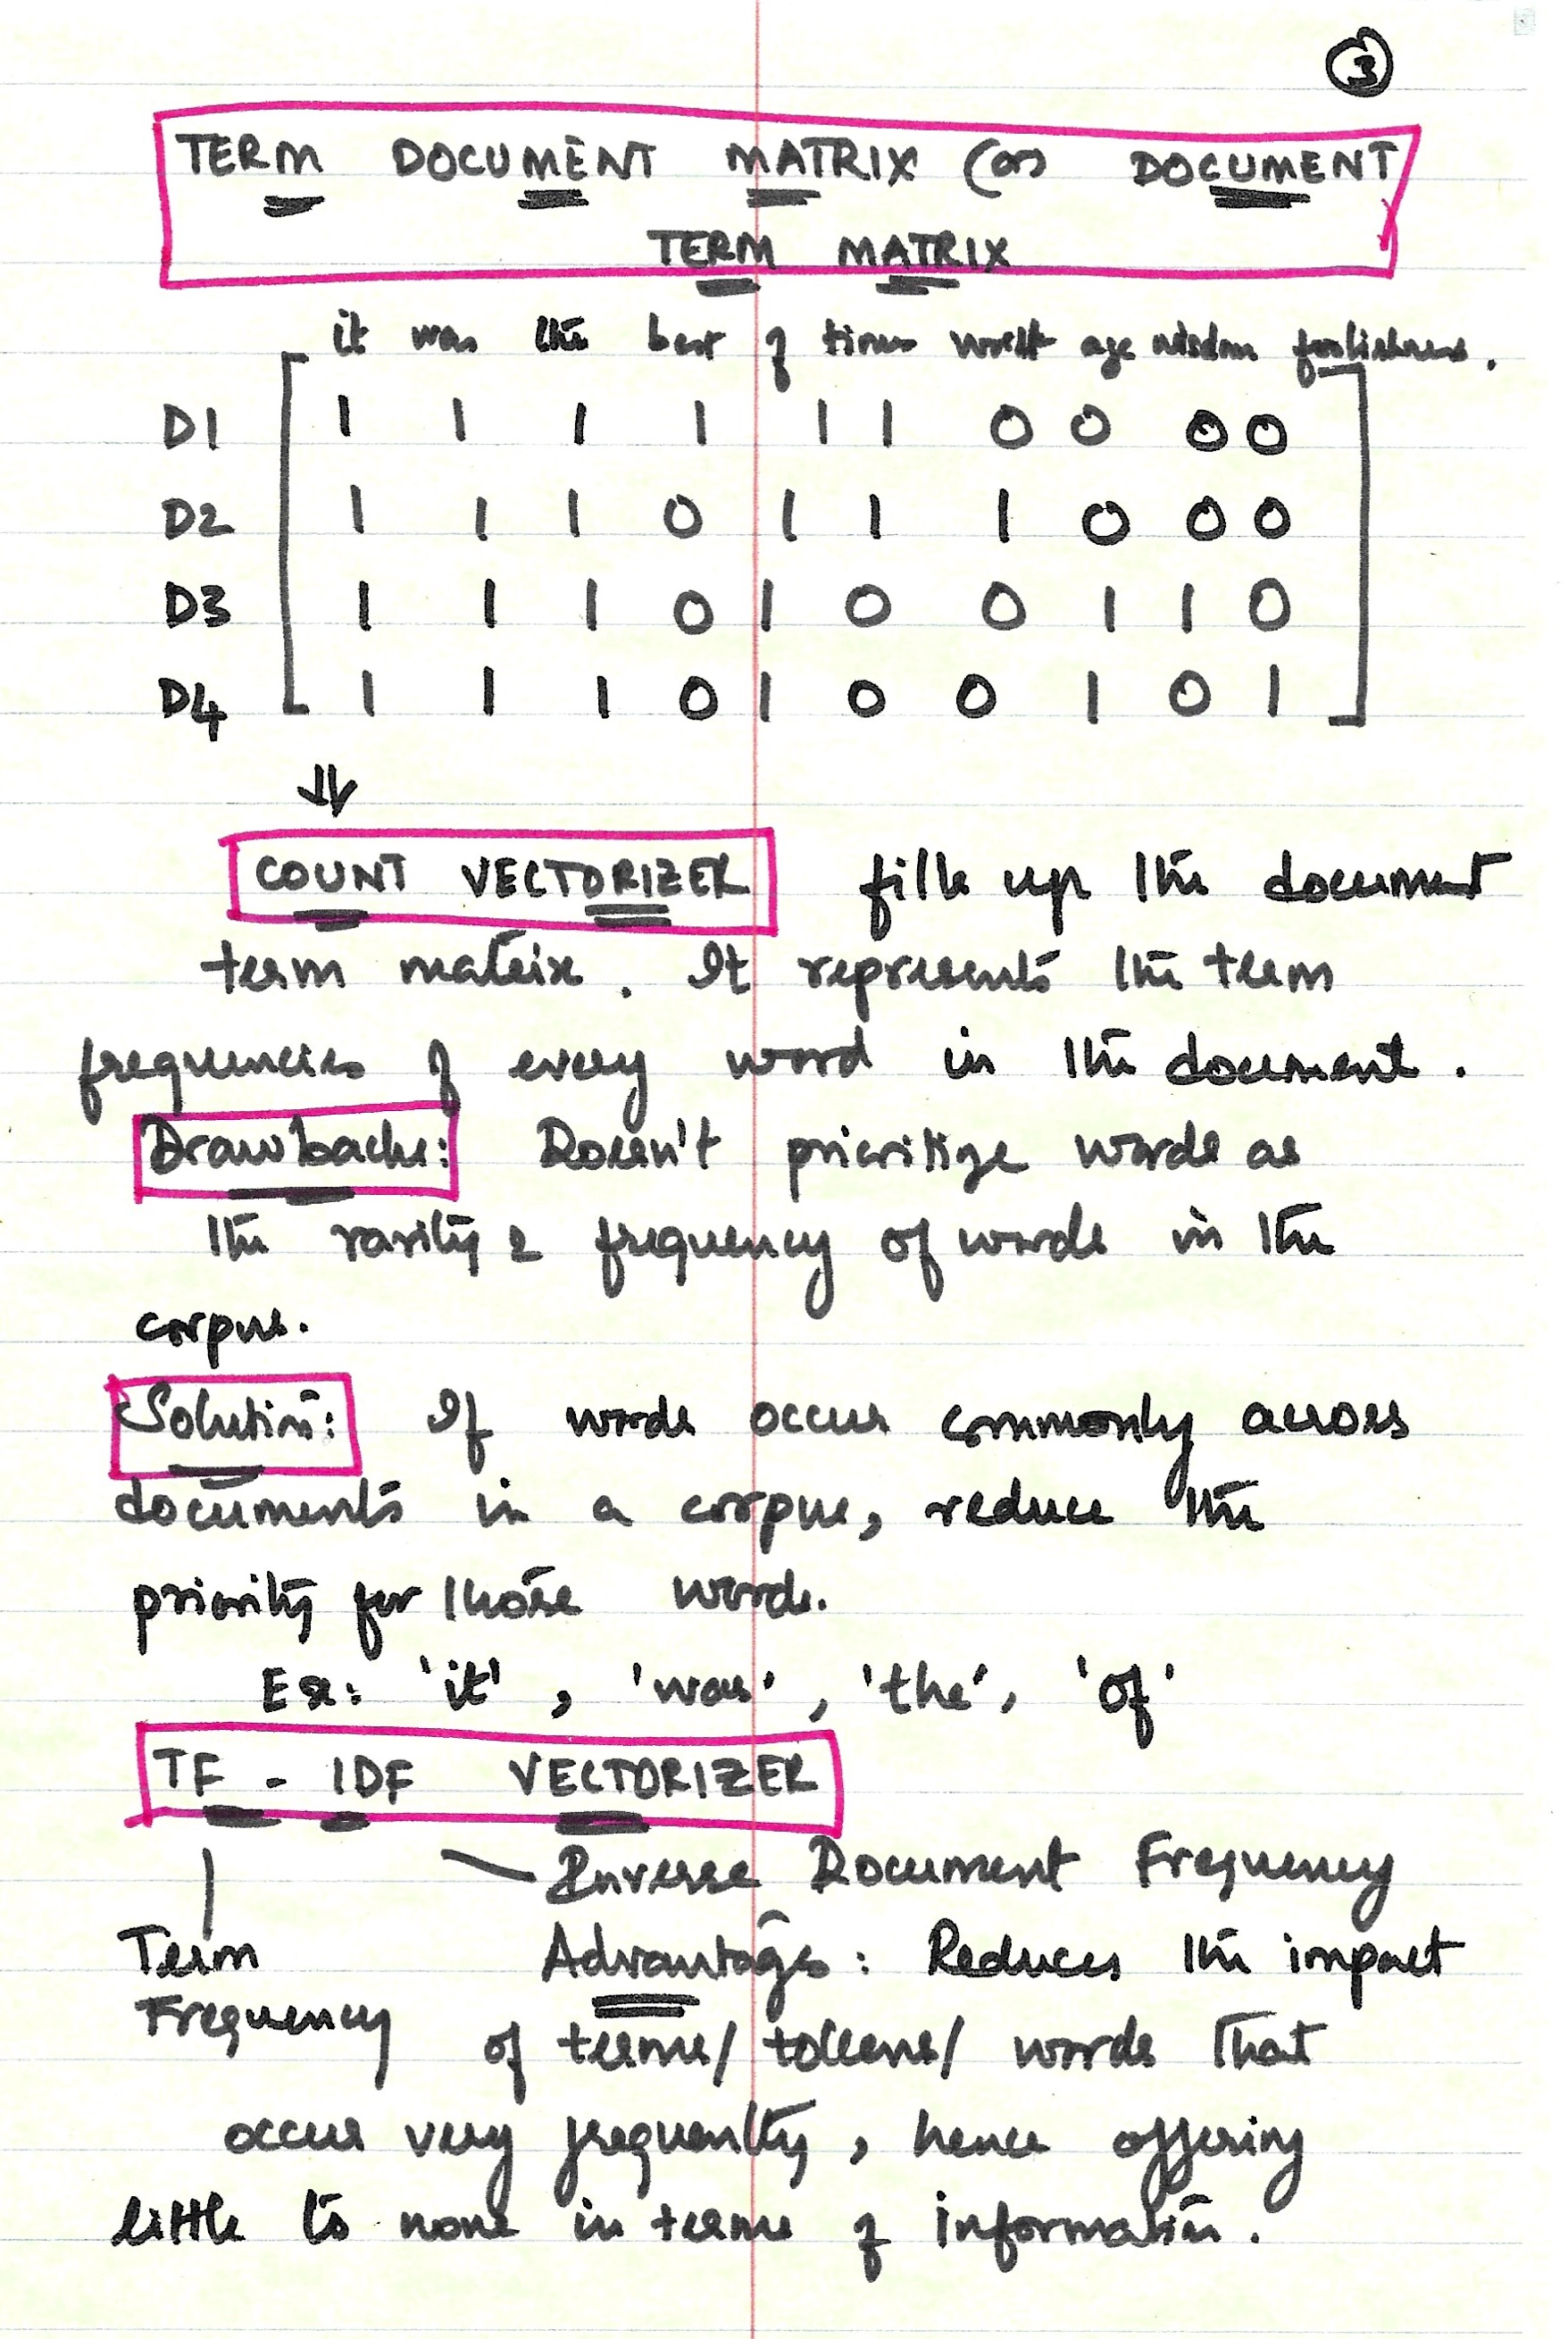 3
TERM DOCUMENT MATRIX (or DOCUMENT
TERM MATRIX
it was the best of times worst age wisdom foolishness.
D1 1 1 1 1 1 1 0 0 0 0
D2 1 1 1 0 1 1 1 0 0 0
D3 1 1 1 0 1 0 0 1 1 0
D4 1 1 1 0 1 0 0 1 0 1
⇓
COUNT VECTORIZER fills up the document
term matrix. It represents the term
frequencies of every word in the document.
Drawbacks: Doesn't prioritize words as
the rarity & frequency of words in the
corpus.
Solution: If words occur commonly across
documents in a corpus, reduce the
priority for those words.
Ex: 'it', 'was', 'the', 'of'
TF - IDF VECTORIZER
Inverse Document Frequency
Term Advantages: Reduces the impact
Frequency of terms/ tokens/ words that
occur very frequently, hence offering
little to none in terms of information.